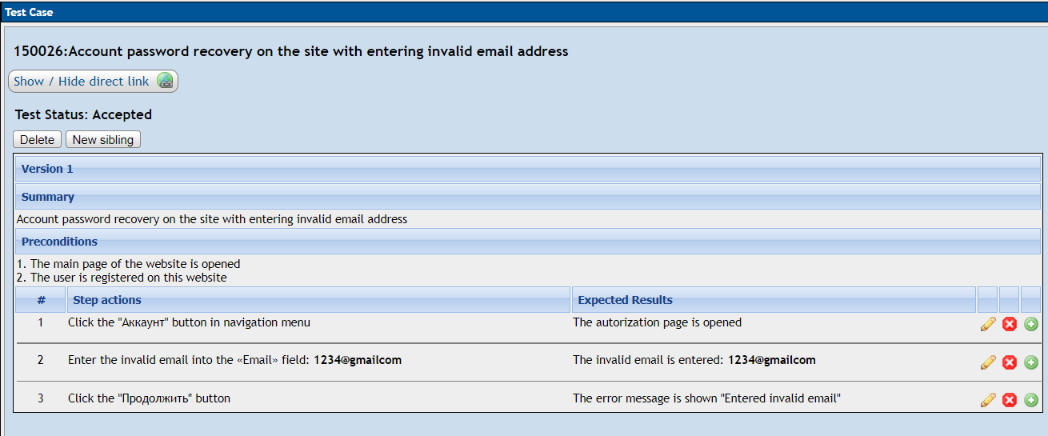 Test Case
150026:Account password recovery on the site with entering invalid email address
Show / Hide direct link
Test Status: Accepted
Delete New sibling
Version 1
Summary
Account password recovery on the site with entering invalid email address
Preconditions
1. The main page of the website is opened
2. The user is registered on this website
# Step actions Expected Results
1 Click the "Аккаунт" button in navigation menu The autorization page is opened
2 Enter the invalid email into the «Email» field: 1234@gmailcom The invalid email is entered: 1234@gmailcom
3 Click the "Продолжить" button The error message is shown "Entered invalid email"